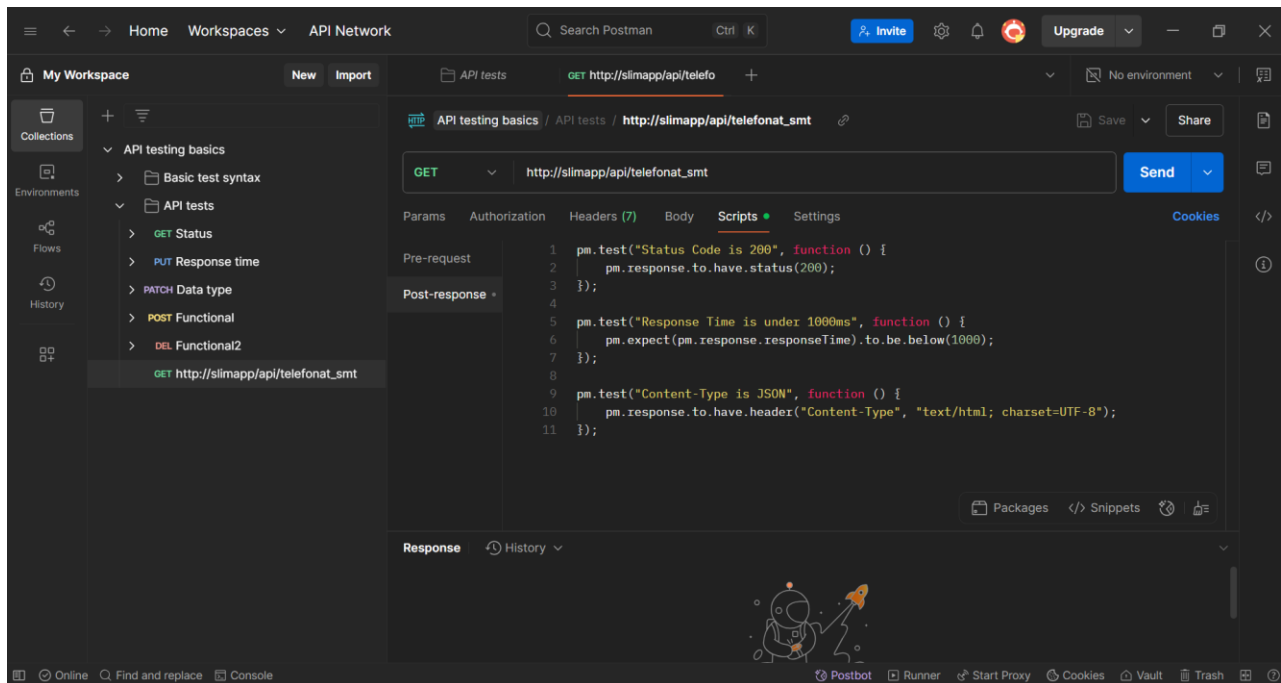 Home Workspaces API Network Search Postman Ctrl K Invite Upgrade
My Workspace New Import API tests GET http://slimapp/api/telefo No environment
Collections
Environments
Flows
History
API testing basics
Basic test syntax
API tests
GET Status
PUT Response time
PATCH Data type
POST Functional
DEL Functional2
GET http://slimapp/api/telefonat_smt
HTTP API testing basics / API tests / http://slimapp/api/telefonat_smt Save Share
GET http://slimapp/api/telefonat_smt Send
Params Authorization Headers (7) Body Scripts Settings Cookies
Pre-request
Post-response
1 pm.test("Status Code is 200", function () {
2 pm.response.to.have.status(200);
3 });
4
5 pm.test("Response Time is under 1000ms", function () {
6 pm.expect(pm.response.responseTime).to.be.below(1000);
7 });
8
9 pm.test("Content-Type is JSON", function () {
10 pm.response.to.have.header("Content-Type", "text/html; charset=UTF-8");
11 });
Packages </> Snippets
Response History
Online Find and replace Console Postbot Runner Start Proxy Cookies Vault Trash